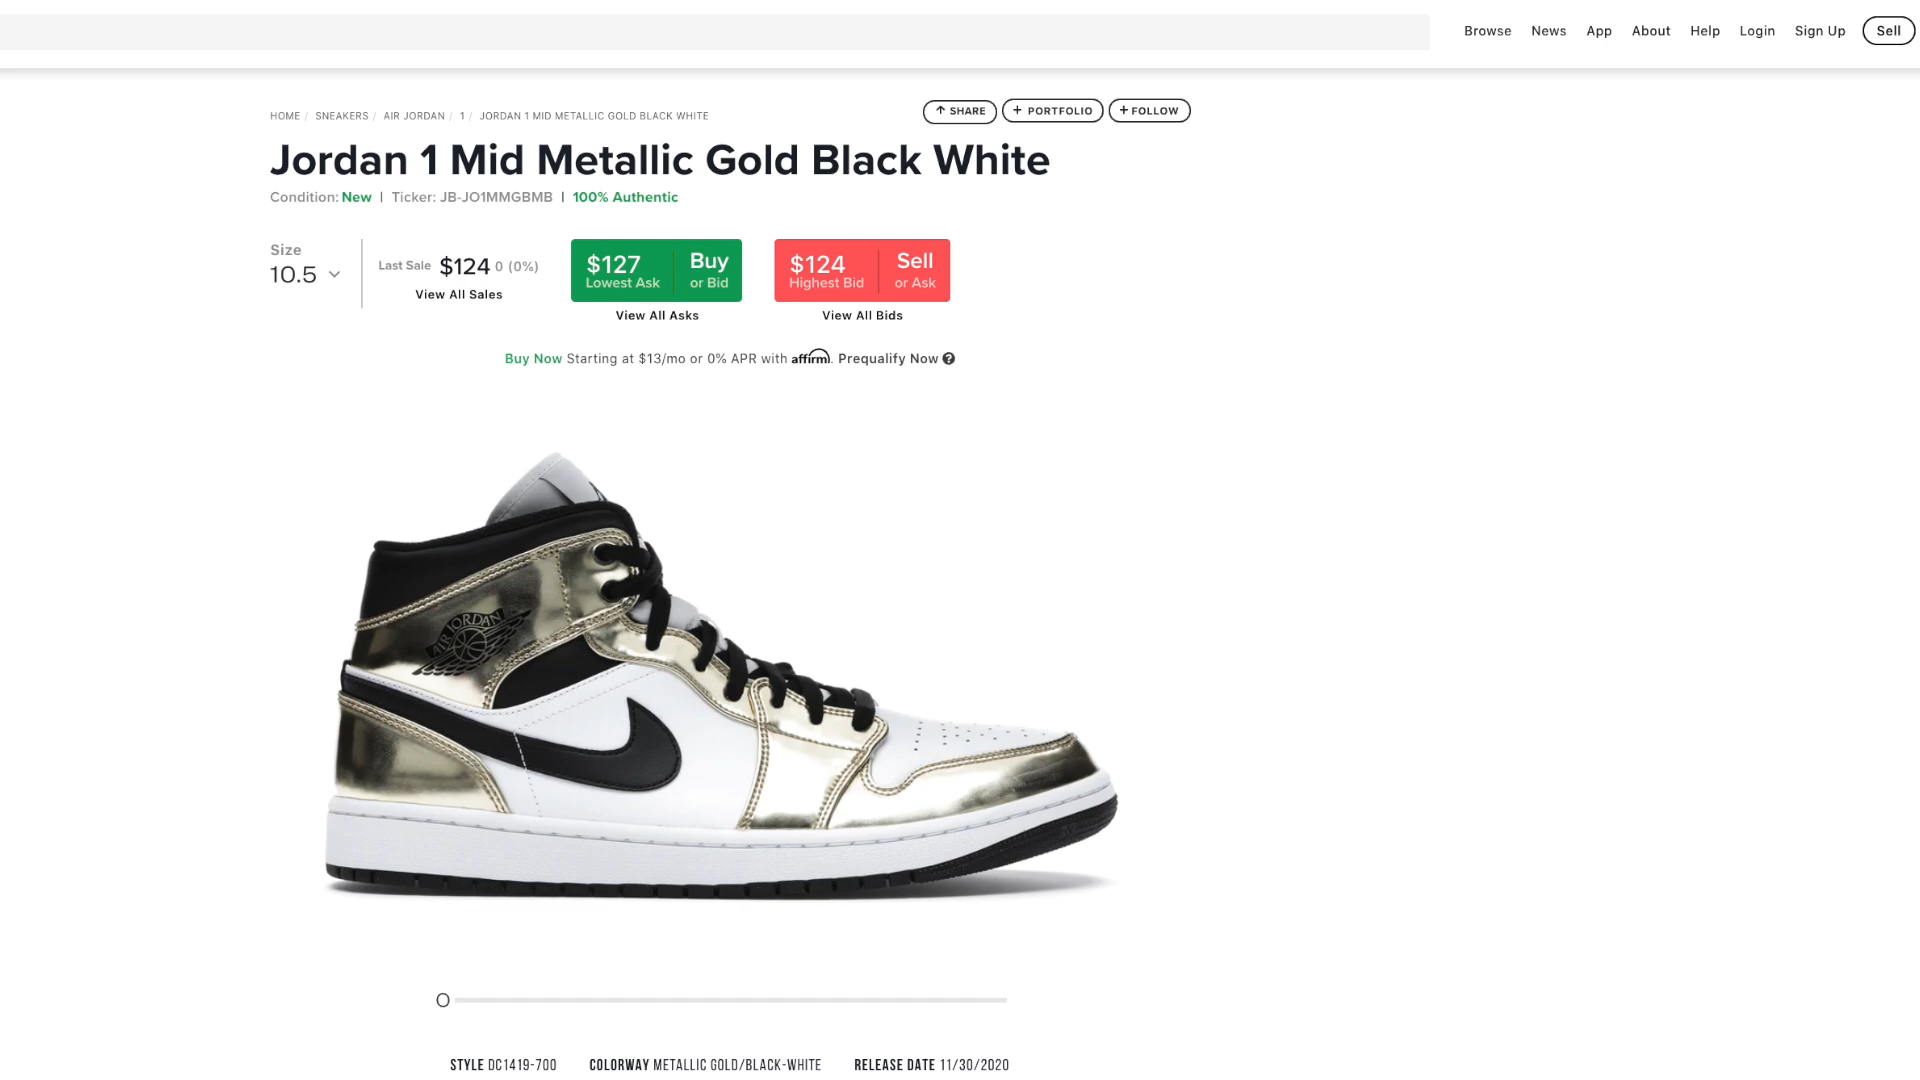 Browse News App About Help Login Sign Up Sell
HOME / SNEAKERS / AIR JORDAN / 1 / JORDAN 1 MID METALLIC GOLD BLACK WHITE
SHARE + PORTFOLIO + FOLLOW
Jordan 1 Mid Metallic Gold Black White
Condition: New | Ticker: JB-JO1MMGBMB | 100% Authentic
Size
10.5
Last Sale $124 0 (0%)
View All Sales
$127 Buy
Lowest Ask or Bid
View All Asks
$124 Sell
Highest Bid or Ask
View All Bids
Buy Now Starting at $13/mo or 0% APR with affirm. Prequalify Now ?
AIR JORDAN
STYLE DC1419-700 COLORWAY METALLIC GOLD/BLACK-WHITE RELEASE DATE 11/30/2020